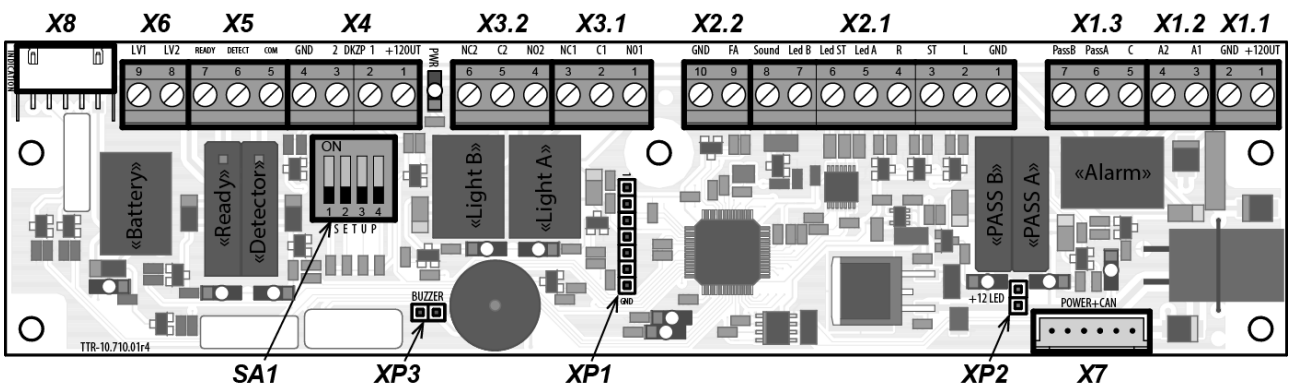 X8 X6 X5 X4 X3.2 X3.1 X2.2 X2.1 X1.3 X1.2 X1.1
INDICATION
LV1 LV2 READY DETECT COM GND 2 DKZP 1 +12OUT PWR NC2 C2 NO2 NC1 C1 NO1 GND FA Sound Led B Led ST Led A R ST L GND PassB PassA C A2 A1 GND +12OUT
9 8 7 6 5 4 3 2 1 6 5 4 3 2 1 10 9 8 7 6 5 4 3 2 1 7 6 5 4 3 2 1
ON
1 2 3 4
SETUP
«Battery»
«Ready»
«Detector»
«Light B»
«Light A»
1
GND
«PASS B»
«PASS A»
«Alarm»
BUZZER
+12 LED
POWER+CAN
TTR-10.710.01r4
SA1 XP3 XP1 XP2 X7